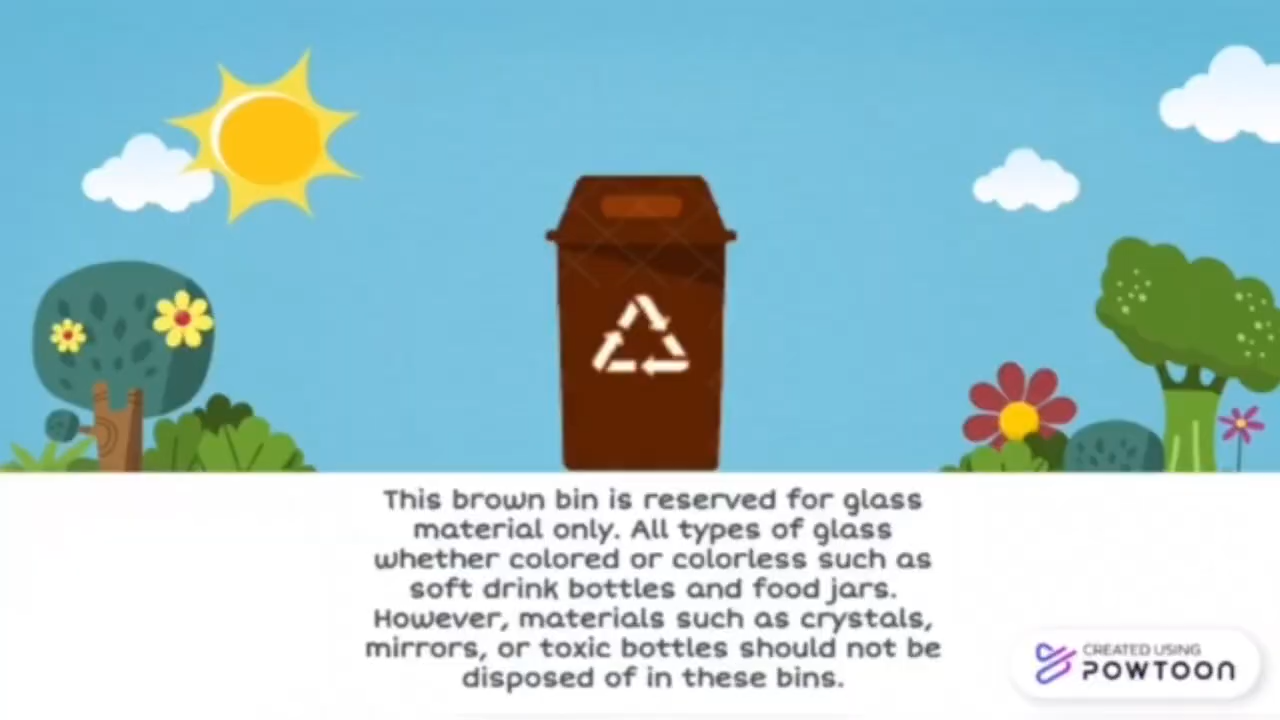 This brown bin is reserved for glass
material only. All types of glass
whether colored or colorless such as
soft drink bottles and food jars.
However, materials such as crystals,
mirrors, or toxic bottles should not be
disposed of in these bins.
CREATED USING
POWTOON